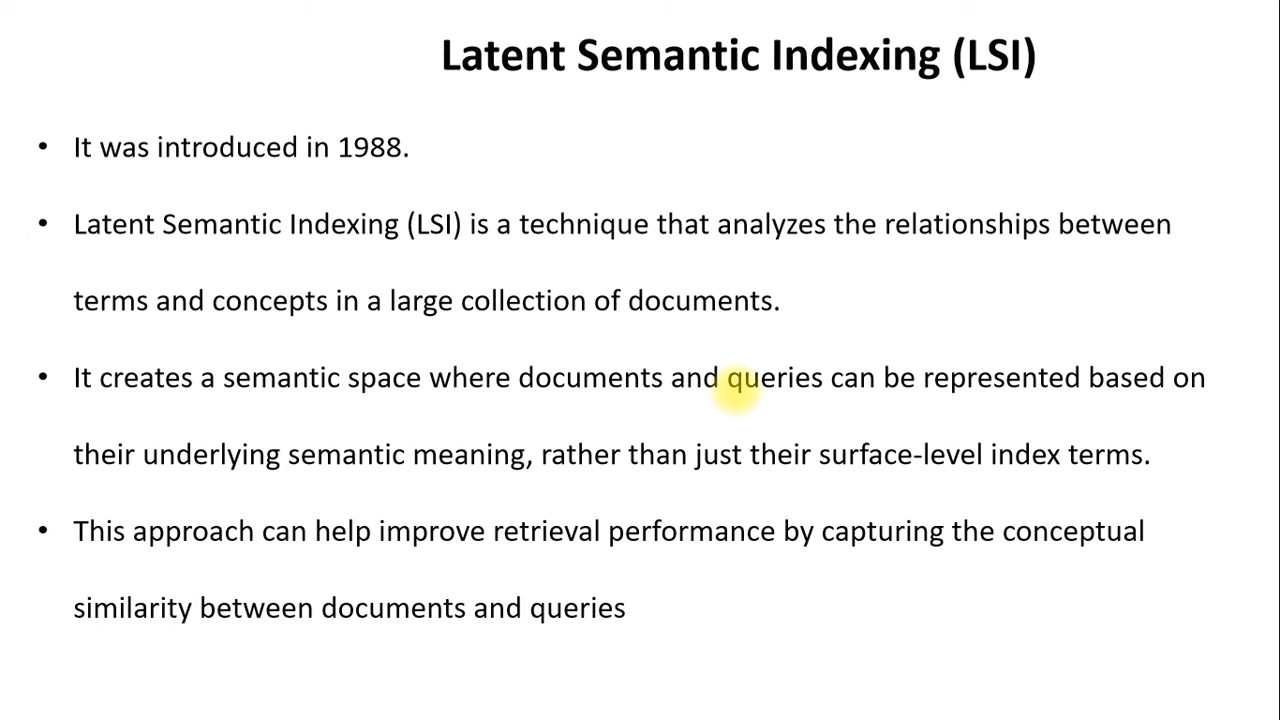 Latent Semantic Indexing (LSI)
• It was introduced in 1988.
• Latent Semantic Indexing (LSI) is a technique that analyzes the relationships between
terms and concepts in a large collection of documents.
• It creates a semantic space where documents and queries can be represented based on
their underlying semantic meaning, rather than just their surface-level index terms.
• This approach can help improve retrieval performance by capturing the conceptual
similarity between documents and queries